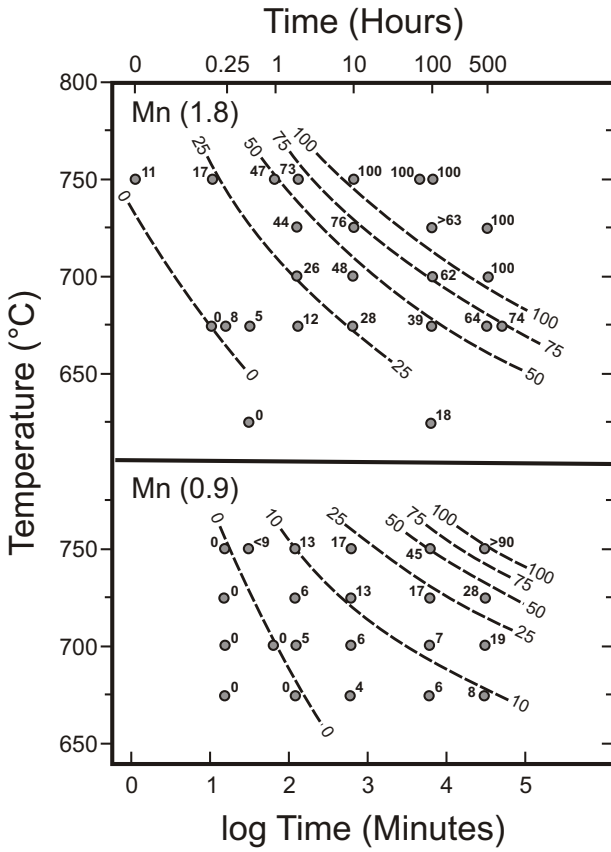 Time (Hours)
0 0.25 1 10 100 500
800
Mn (1.8)
25 50 75 100
750
11 17 47 73 100 100 100
0
44 76 >63 100
700
26 48 62 100
Temperature (°C)
0 8 5 12 28 39 64 74
100
75
650
0 25 50
0 18
Mn (0.9)
0 10 25 50 75 100
750
0 <9 13 17 45 >90
100
75
0 6 13 17 28
50
25
700
0 0 5 6 7 19
0 0 4 6 8
10
0
650
0 1 2 3 4 5
log Time (Minutes)